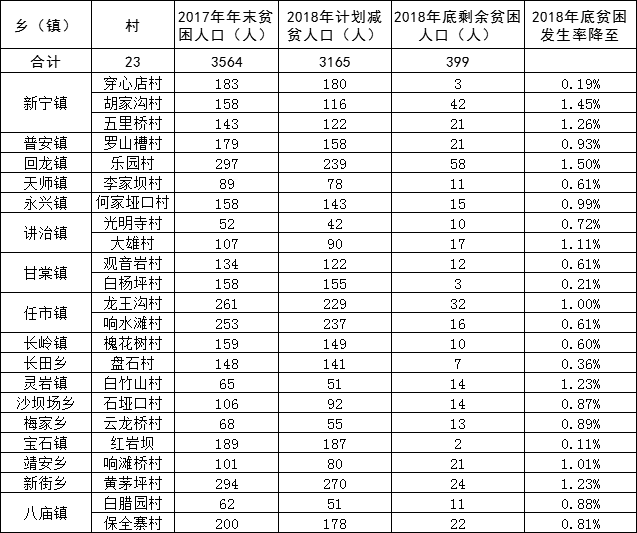 乡（镇） 村 2017年年末贫困人口（人） 2018年计划减贫人口（人） 2018年底剩余贫困人口（人） 2018年底贫困发生率降至
合计 23 3564 3165 399
新宁镇 穿心店村 183 180 3 0.19%
胡家沟村 158 116 42 1.45%
五里桥村 143 122 21 1.26%
普安镇 罗山槽村 179 158 21 0.93%
回龙镇 乐园村 297 239 58 1.50%
天师镇 李家坝村 89 78 11 0.61%
永兴镇 何家垭口村 158 143 15 0.99%
讲治镇 光明寺村 52 42 10 0.72%
大雄村 107 90 17 1.11%
甘棠镇 观音岩村 134 122 12 0.61%
白杨坪村 158 155 3 0.21%
任市镇 龙王沟村 261 229 32 1.00%
响水滩村 253 237 16 0.61%
长岭镇 槐花树村 159 149 10 0.60%
长田乡 盘石村 148 141 7 0.36%
灵岩镇 白竹山村 65 51 14 1.23%
沙坝场乡 石垭口村 106 92 14 0.87%
梅家乡 云龙桥村 68 55 13 0.89%
宝石镇 红岩坝 189 187 2 0.11%
靖安乡 响滩桥村 101 80 21 1.01%
新街乡 黄茅坪村 294 270 24 1.23%
八庙镇 白腊园村 62 51 11 0.88%
保全寨村 200 178 22 0.81%